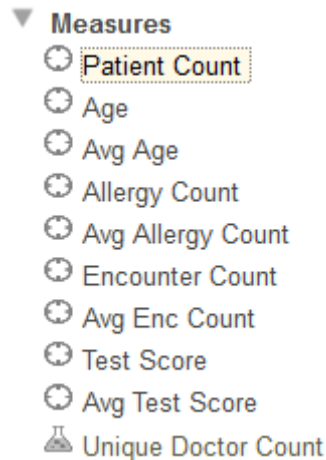 Measures
Patient Count
Age
Avg Age
Allergy Count
Avg Allergy Count
Encounter Count
Avg Enc Count
Test Score
Avg Test Score
Unique Doctor Count